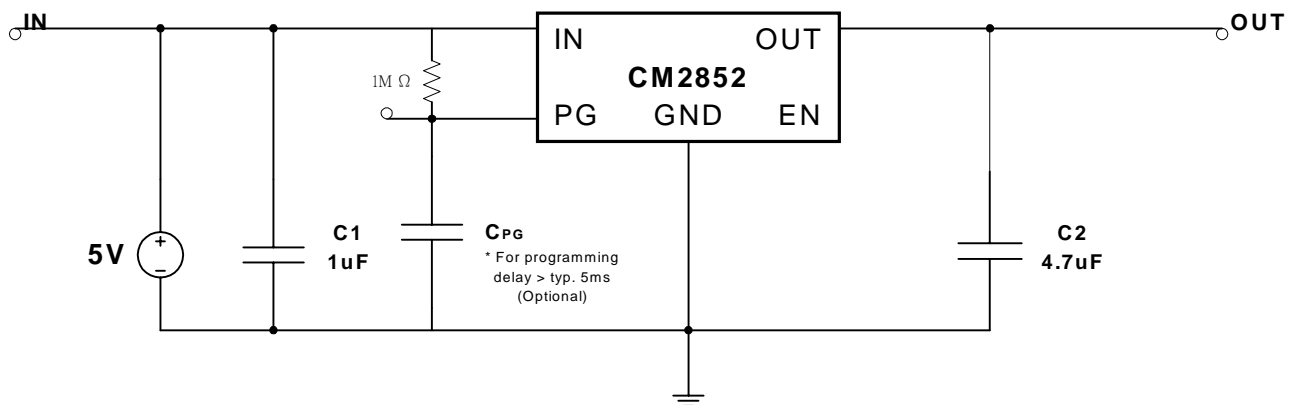 IN
OUT
IN OUT
CM2852
PG GND EN
1M Ω
5V
+
−
C1
1uF
CPG
* For programming
delay > typ. 5ms
(Optional)
C2
4.7uF